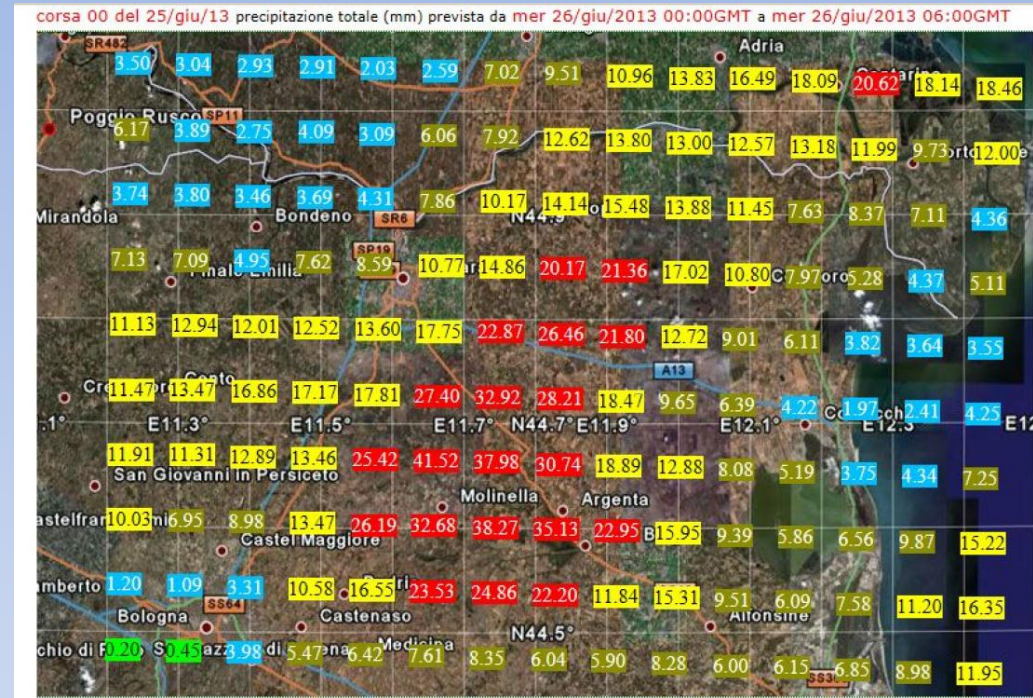 corsa 00 del 25/giu/13 precipitazione totale (mm) prevista da mer 26/giu/2013 00:00GMT a mer 26/giu/2013 06:00GMT
SR482
Adria
3.50 3.04 2.93 2.91 2.03 2.59 7.02 9.51 10.96 13.83 16.49 18.09 20.62 18.14 18.46
Poggio Rusco SP11
6.17 3.89 2.75 4.09 3.09 6.06 7.92 12.62 13.80 13.00 12.57 13.18 11.99 9.73 12.00
3.74 3.80 3.46 3.69 4.31 7.86 10.17 14.14 15.48 13.88 11.45 7.63 8.37 7.11 4.36
Mirandola Bondeno SR6 N44.9
SP19
7.13 7.09 4.95 7.62 8.59 10.77 14.86 20.17 21.36 17.02 10.80 7.97 5.28 4.37 5.11
Emilia
11.13 12.94 12.01 12.52 13.60 17.75 22.87 26.46 21.80 12.72 9.01 6.11 3.82 3.64 3.55
A13
Cento
11.47 13.47 16.86 17.17 17.81 27.40 32.92 28.21 18.47 9.65 6.39 4.22 1.97 2.41 4.25
.1° E11.3° E11.5° E11.7° N44.7° E11.9° E12.1° E12.3 E12
11.91 11.31 12.89 13.46 25.42 41.52 37.98 30.74 18.89 12.88 8.08 5.19 3.75 4.34 7.25
San Giovanni in Persiceto
Molinella Argenta
10.03 6.95 8.98 13.47 26.19 32.68 38.27 35.13 22.95 15.95 9.39 5.86 6.56 9.87 15.22
Castel Maggiore
mberto 1.20 1.09 3.31 10.58 16.55 23.53 24.86 22.20 11.84 15.31 9.51 6.09 7.58 11.20 16.35
SS64
Bologna Castenaso Alfonsine
N44.5°
Medicina
0.20 0.45 3.98 5.47 6.42 7.61 8.35 6.04 5.90 8.28 6.00 6.15 6.85 8.98 11.95